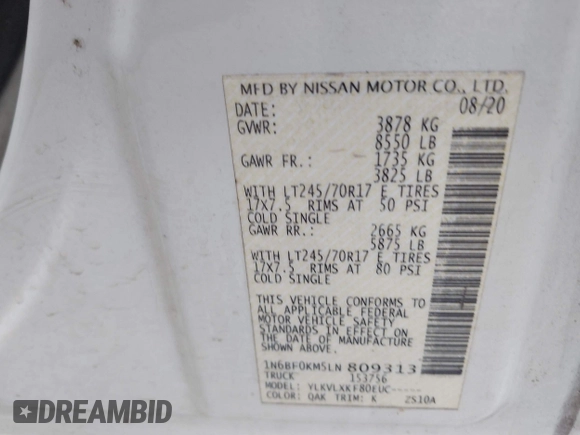 MFD BY NISSAN MOTOR CO., LTD.
DATE: 08/20
GVWR: 3878 KG
8550 LB
GAWR FR.: 1735 KG
3825 LB
WITH LT245/70R17 E TIRES
17X7.5 RIMS AT 50 PSI
COLD SINGLE
GAWR RR.: 2665 KG
5875 LB
WITH LT245/70R17 E TIRES
17X7.5 RIMS AT 80 PSI
COLD SINGLE
THIS VEHICLE CONFORMS TO
ALL APPLICABLE FEDERAL
MOTOR VEHICLE SAFETY
STANDARDS IN EFFECT ON
THE DATE OF MANUFACTURE
SHOWN ABOVE.
1N6BF0KM5LN 809313
TRUCK 153756
MODEL: YLKVLXKF80EUC-----
COLOR: QAK TRIM: K 2510A
DREAMBID